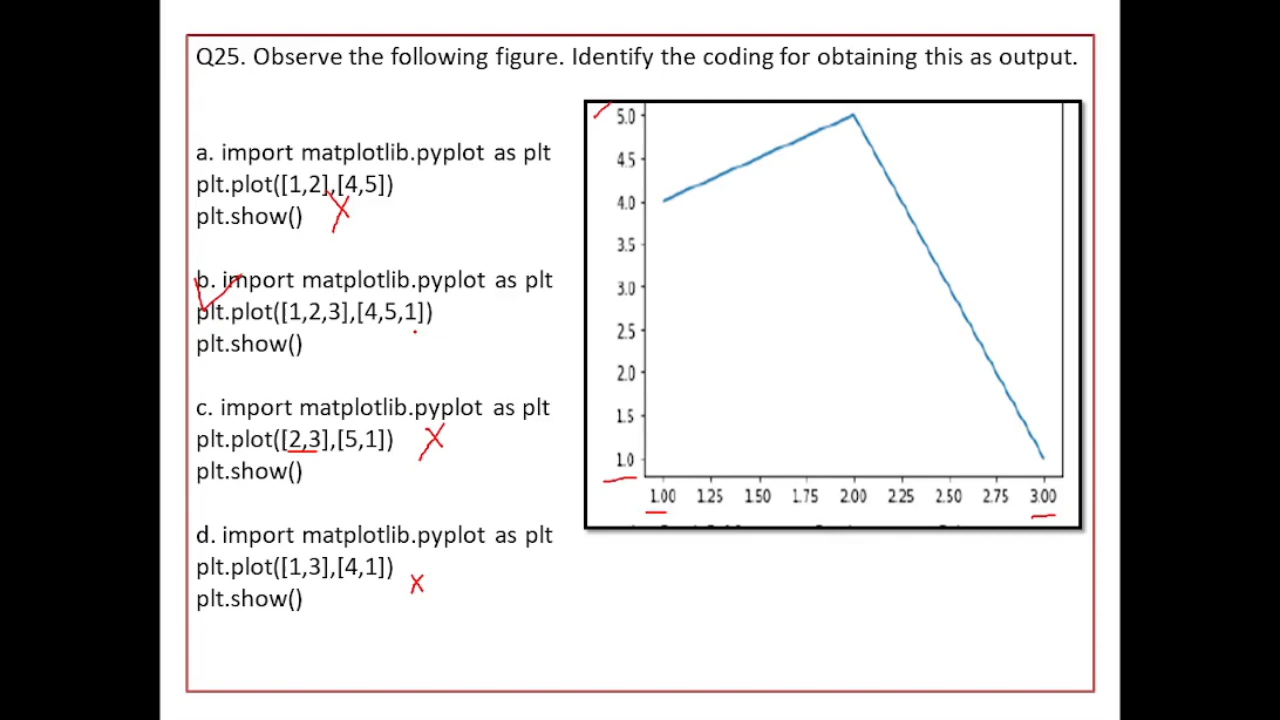 Q25. Observe the following figure. Identify the coding for obtaining this as output.
a. import matplotlib.pyplot as plt
plt.plot([1,2],[4,5])
plt.show()
b. import matplotlib.pyplot as plt
plt.plot([1,2,3],[4,5,1])
plt.show()
c. import matplotlib.pyplot as plt
plt.plot([2,3],[5,1])
plt.show()
d. import matplotlib.pyplot as plt
plt.plot([1,3],[4,1])
plt.show()
5.0
4.5
4.0
3.5
3.0
2.5
2.0
1.5
1.0
1.00 1.25 1.50 1.75 2.00 2.25 2.50 2.75 3.00